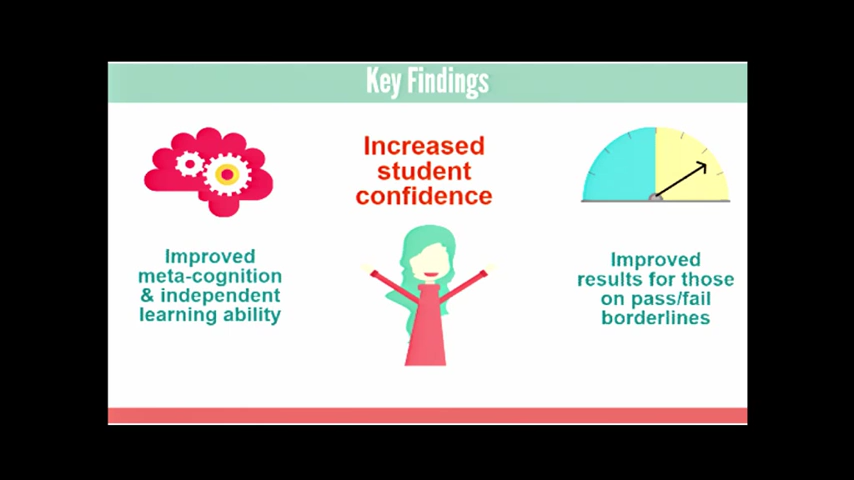 Key Findings
Improved
meta-cognition
& independent
learning ability
Increased
student
confidence
Improved
results for those
on pass/fail
borderlines